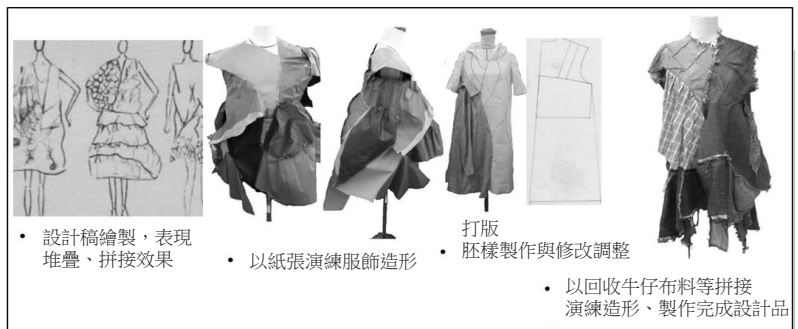 • 設計稿繪製，表現
堆疊、拼接效果
• 以紙張演練服飾造形
打版
• 胚樣製作與修改調整
• 以回收牛仔布料等拼接
演練造形、製作完成設計品